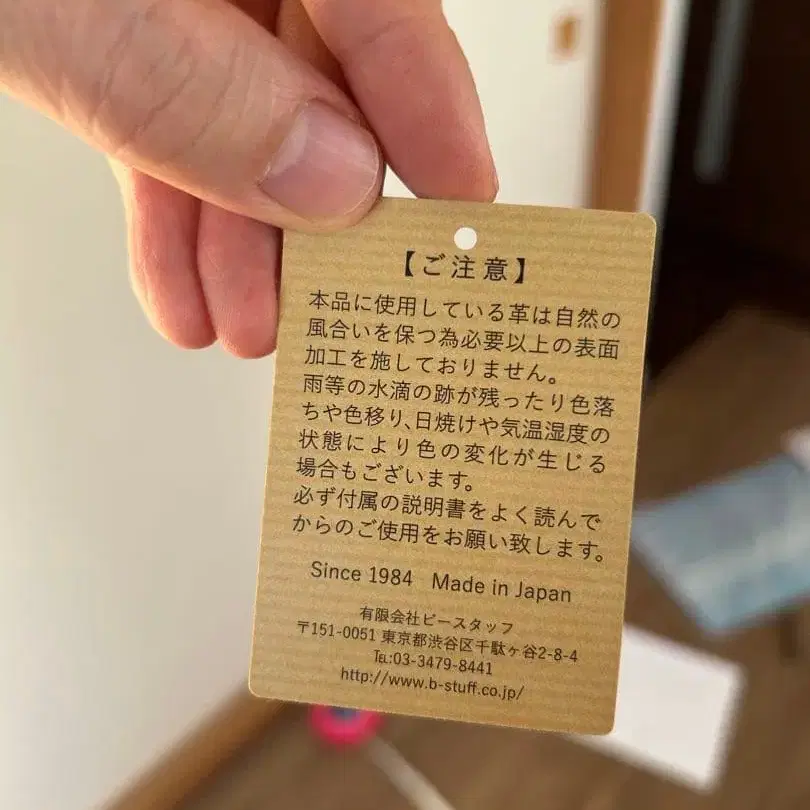 【ご注意】
本品に使用している革は自然の
風合いを保つ為必要以上の表面
加工を施しておりません。
雨等の水滴の跡が残ったり色落
ちや色移り、日焼けや気温湿度の
状態により色の変化が生じる
場合もございます。
必ず付属の説明書をよく読んで
からのご使用をお願い致します。
Since 1984 Made in Japan
有限会社ビースタッフ
〒151-0051 東京都渋谷区千駄ヶ谷2-8-4
℡:03-3479-8441
http://www.b-stuff.co.jp/